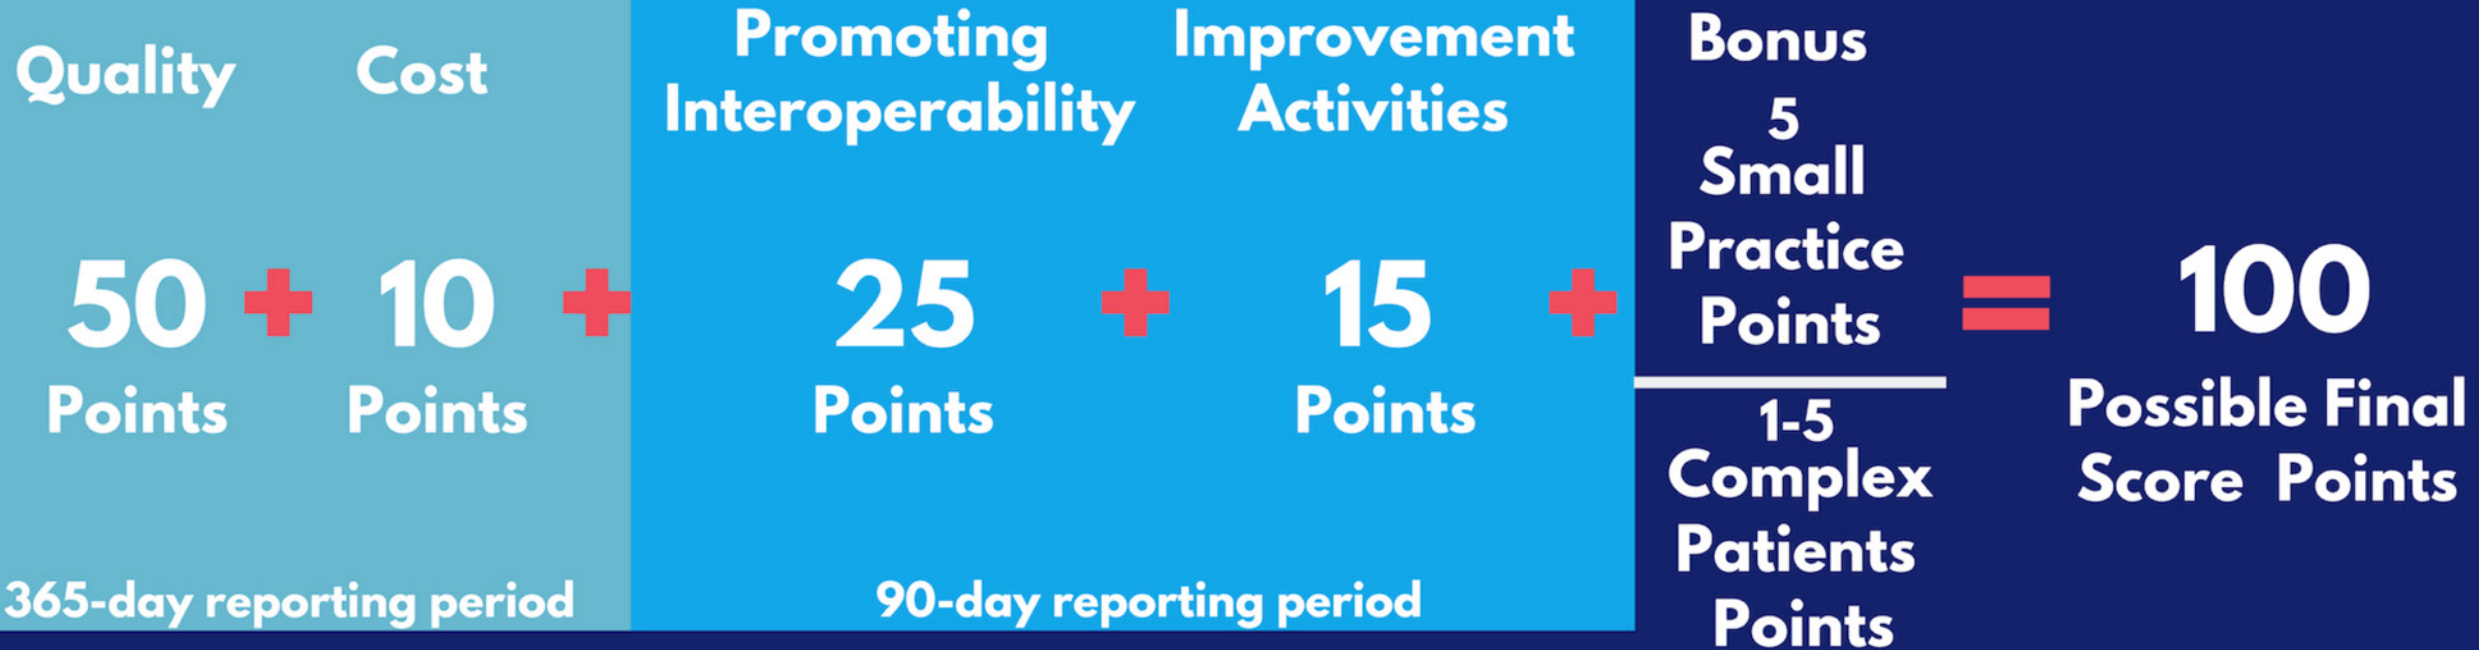 Quality
Cost
Promoting
Interoperability
Improvement
Activities
Bonus
5
Small
Practice
Points
50
Points
+
10
Points
+
25
Points
+
15
Points
+
1-5
Complex
Patients
Points
=
100
Possible Final
Score Points
365-day reporting period
90-day reporting period